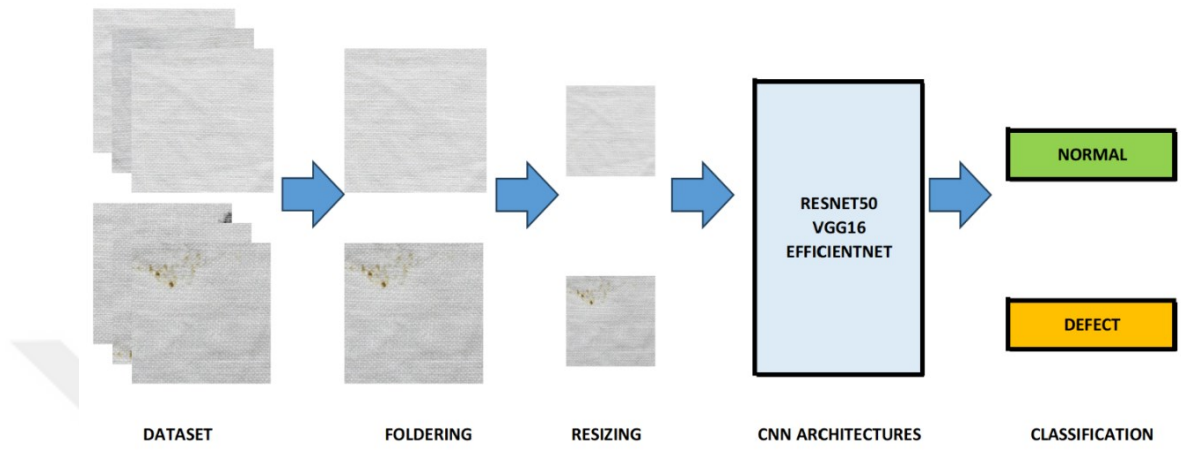 RESNET50
VGG16
EFFICIENTNET
NORMAL
DEFECT
DATASET
FOLDERING
RESIZING
CNN ARCHITECTURES
CLASSIFICATION